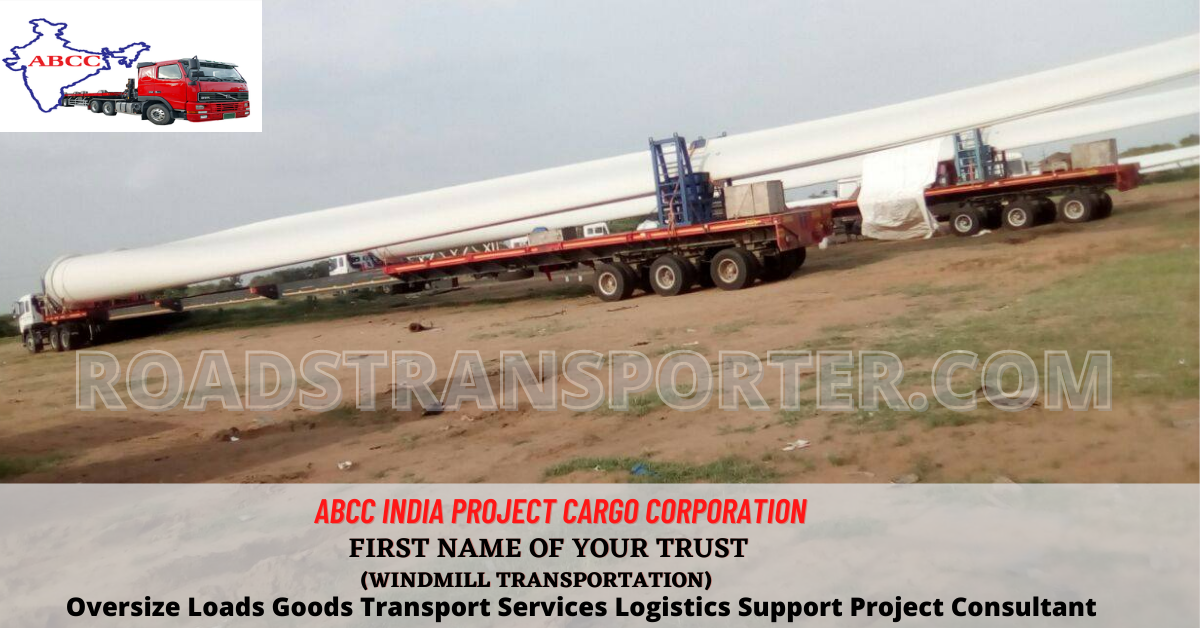 ABCC
ROADSTRANSPORTER.COM
ABCC INDIA PROJECT CARGO CORPORATION
FIRST NAME OF YOUR TRUST
(WINDMILL TRANSPORTATION)
Oversize Loads Goods Transport Services Logistics Support Project Consultant